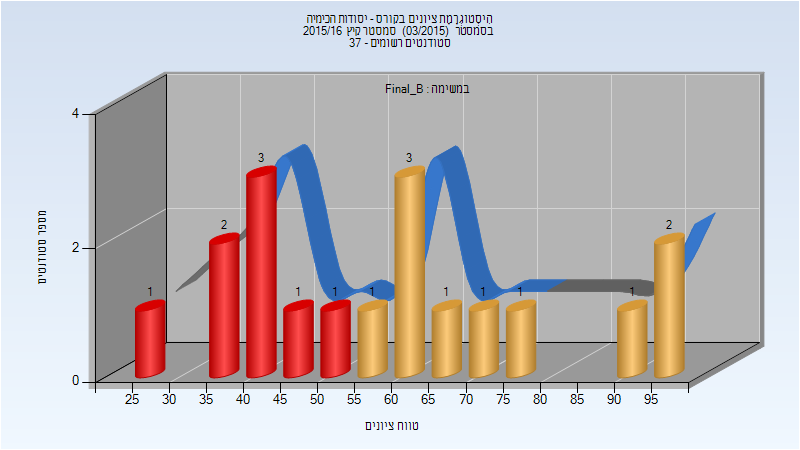 היסטוגרמת ציונים בקורס - יסודות הכימיה
בסמסטר (03/2015) סמסטר קיץ 2015/16
סטודנטים רשומים - 37
במשימה : Final_B
מספר סטודנטים
4
2
0
1
2
3
1
1
1
3
1
1
1
1
2
25 30 35 40 45 50 55 60 65 70 75 80 85 90 95
טווח ציונים